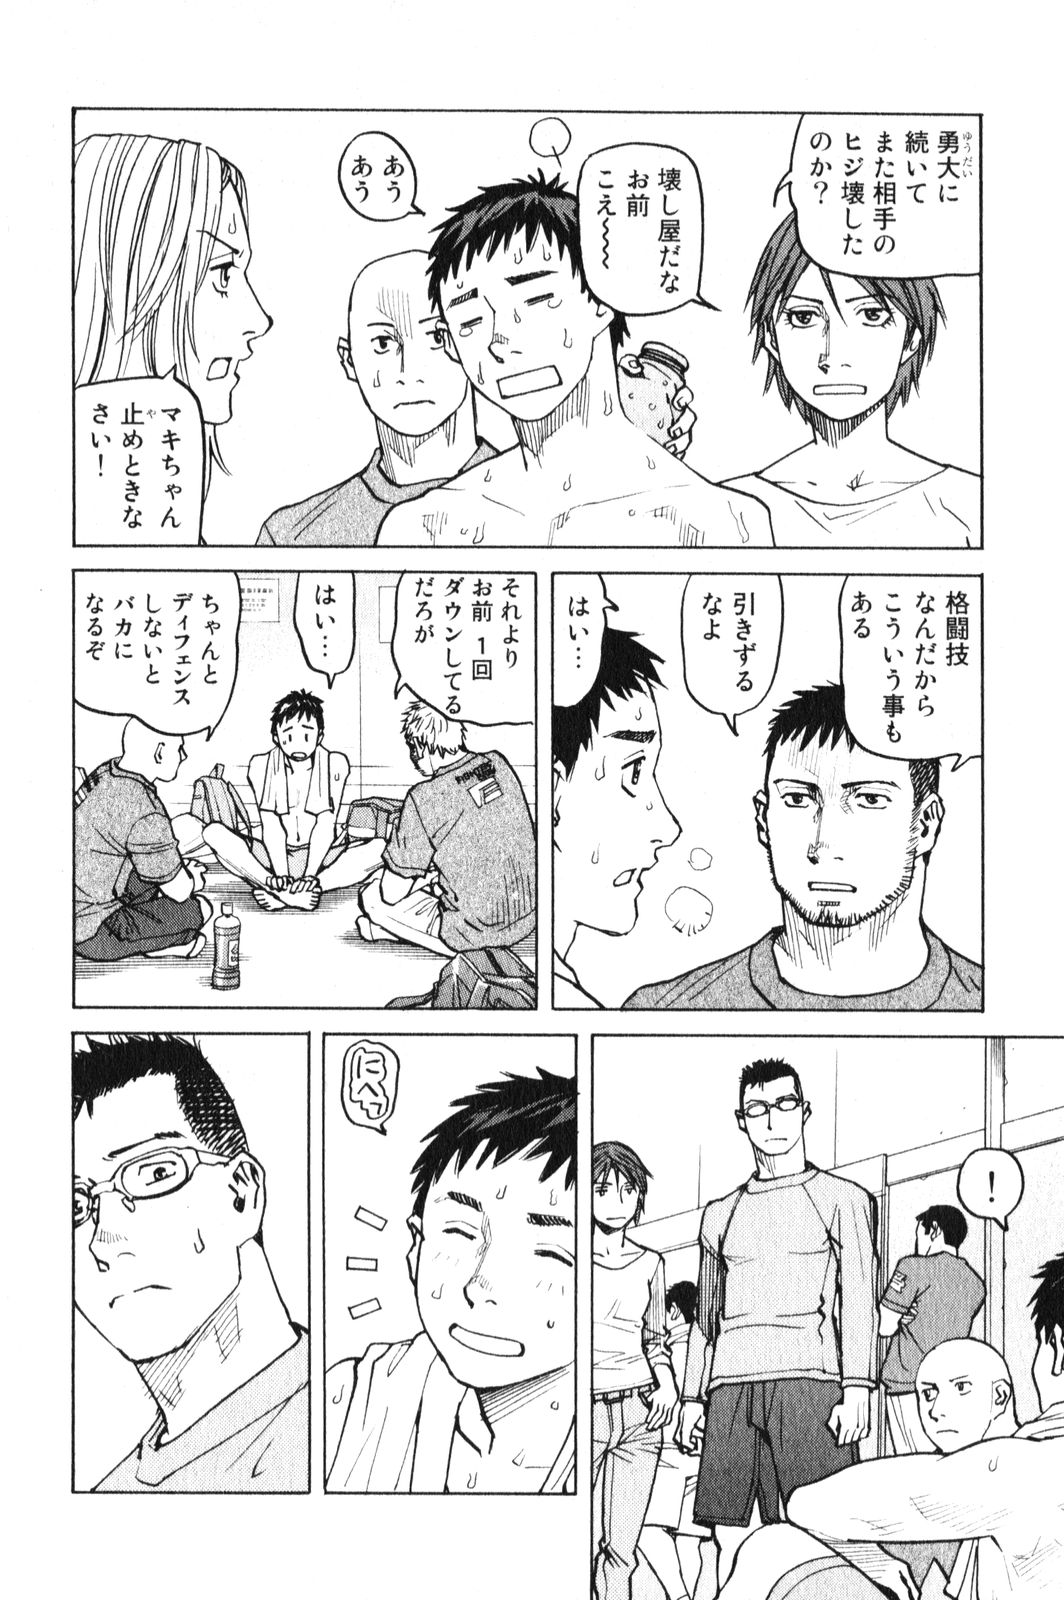 勇大に
ゆうだい
続いて
また相手の
ヒジ壊した
のか?
壊し屋だな
お前
こえ〜〜〜
あう
あう
マキちゃん
止めときな
や
さい!
格闘技
なんだから
こういう事も
ある
引きずる
なよ
はい…
それより
お前1回
ダウンしてる
だろが
はい…
ちゃんと
ディフェンス
しないと
バカに
なるぞ
!
にへっ